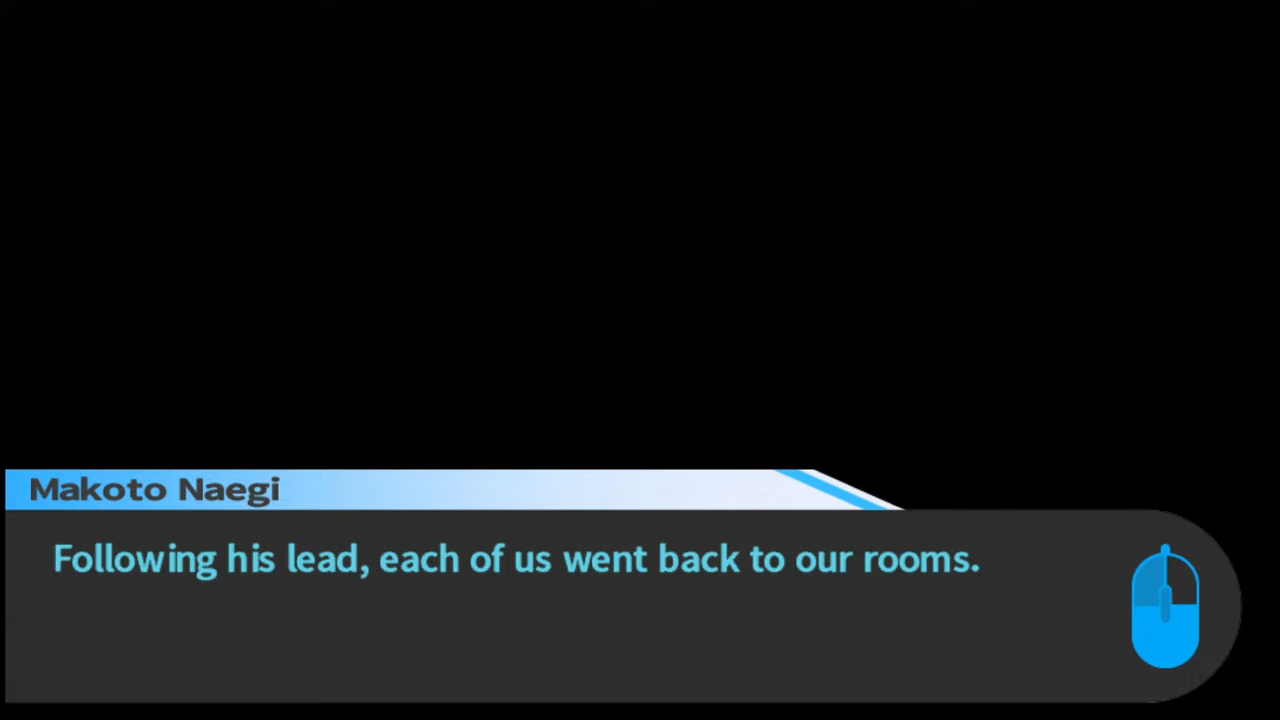 Makoto Naegi
Following his lead, each of us went back to our rooms.